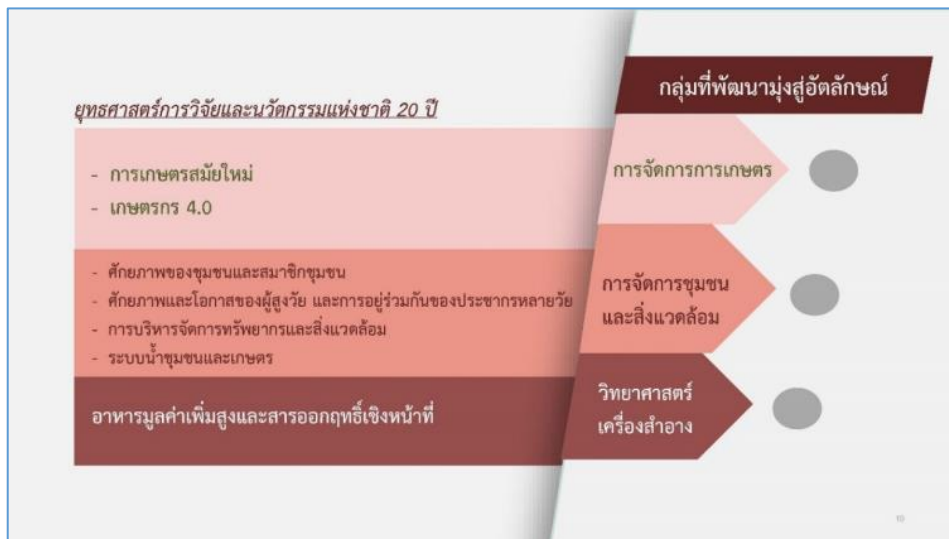 กลุ่มที่พัฒนามุ่งสู่อัตลักษณ์
ยุทธศาสตร์การวิจัยและนวัตกรรมแห่งชาติ 20 ปี
- การเกษตรสมัยใหม่
- เกษตรกร 4.0
การจัดการการเกษตร
- ศักยภาพของชุมชนและสมาชิกชุมชน
- ศักยภาพและโอกาสของผู้สูงวัย และการอยู่ร่วมกันของประชากรหลายวัย
- การบริหารจัดการทรัพยากรและสิ่งแวดล้อม
- ระบบน้ำชุมชนและเกษตร
การจัดการชุมชน
และสิ่งแวดล้อม
อาหารมูลค่าเพิ่มสูงและสารออกฤทธิ์เชิงหน้าที่
วิทยาศาสตร์
เครื่องสำอาง